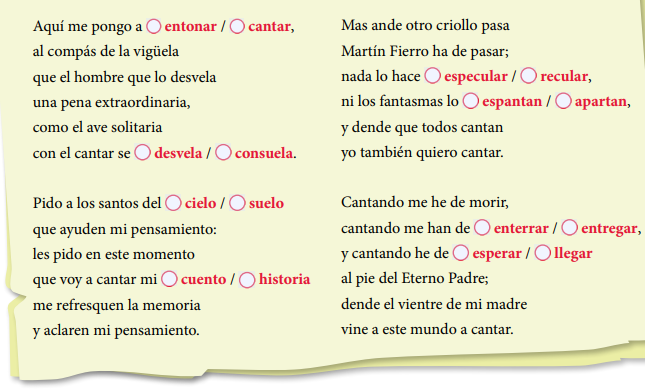 Aquí me pongo a entonar / cantar,
al compás de la vigüela
que el hombre que lo desvela
una pena extraordinaria,
como el ave solitaria
con el cantar se desvela / consuela.
Pido a los santos del cielo / suelo
que ayuden mi pensamiento:
les pido en este momento
que voy a cantar mi cuento / historia
me refresquen la memoria
y aclaren mi pensamiento.
Mas ande otro criollo pasa
Martín Fierro ha de pasar;
nada lo hace especular / recular,
ni los fantasmas lo espantan / apartan,
y dende que todos cantan
yo también quiero cantar.
Cantando me he de morir,
cantando me han de enterrar / entregar,
y cantando he de esperar / llegar
al pie del Eterno Padre;
dende el vientre de mi madre
vine a este mundo a cantar.